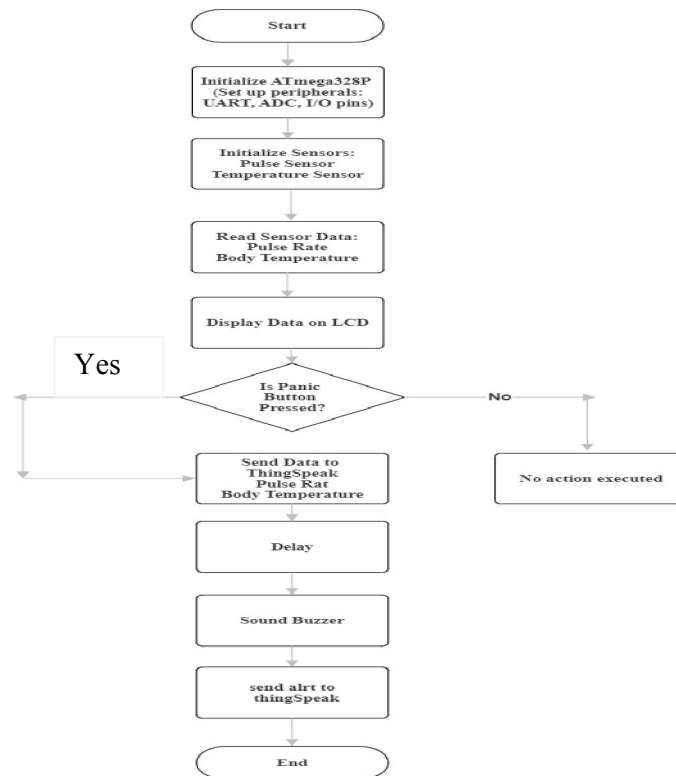 Start
Initialize ATmega328P
(Set up peripherals:
UART, ADC, I/O pins)
Initialize Sensors:
Pulse Sensor
Temperature Sensor
Read Sensor Data:
Pulse Rate
Body Temperature
Display Data on LCD
Yes
Is Panic
Button
Pressed?
No
Send Data to
ThingSpeak
Pulse Rat
Body Temperature
No action executed
Delay
Sound Buzzer
send alrt to
thingSpeak
End